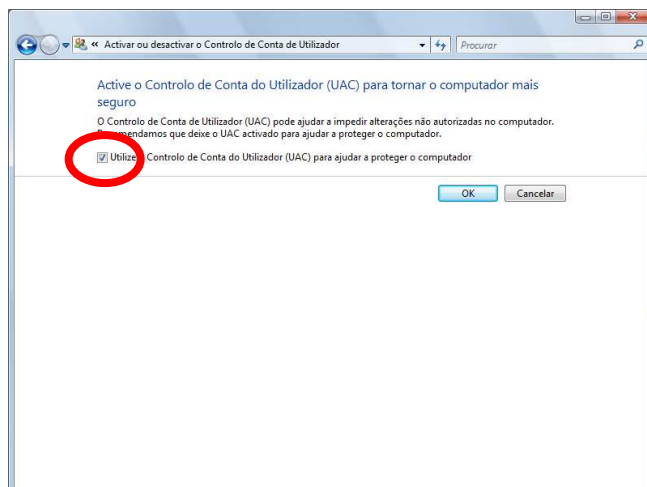 « Activar ou desactivar o Controlo de Conta de Utilizador
Procurar
Active o Controlo de Conta do Utilizador (UAC) para tornar o computador mais
seguro
O Controlo de Conta de Utilizador (UAC) pode ajudar a impedir alterações não autorizadas no computador.
Recomendamos que deixe o UAC activado para ajudar a proteger o computador.
Utilize Controlo de Conta do Utilizador (UAC) para ajudar a proteger o computador
OK
Cancelar